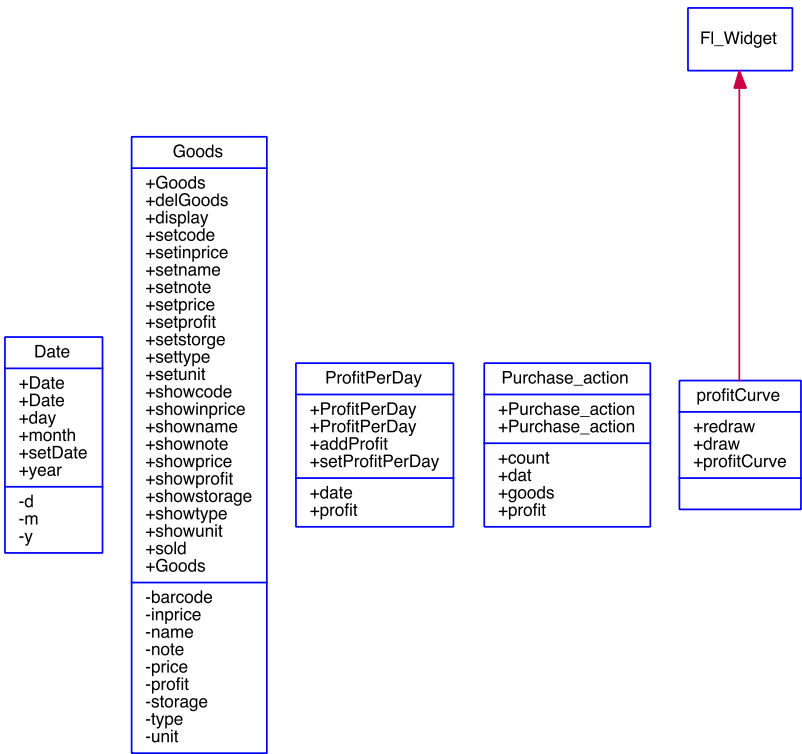 Fl_Widget
Goods
+Goods
+delGoods
+display
+setcode
+setinprice
+setname
+setnote
+setprice
+setprofit
+setstorge
+settype
+setunit
+showcode
+showinprice
+showname
+shownote
+showprice
+showprofit
+showstorage
+showtype
+showunit
+sold
+Goods
-barcode
-inprice
-name
-note
-price
-profit
-storage
-type
-unit
Date
+Date
+Date
+day
+month
+setDate
+year
-d
-m
-y
ProfitPerDay
+ProfitPerDay
+ProfitPerDay
+addProfit
+setProfitPerDay
+date
+profit
Purchase_action
+Purchase_action
+Purchase_action
+count
+dat
+goods
+profit
profitCurve
+redraw
+draw
+profitCurve